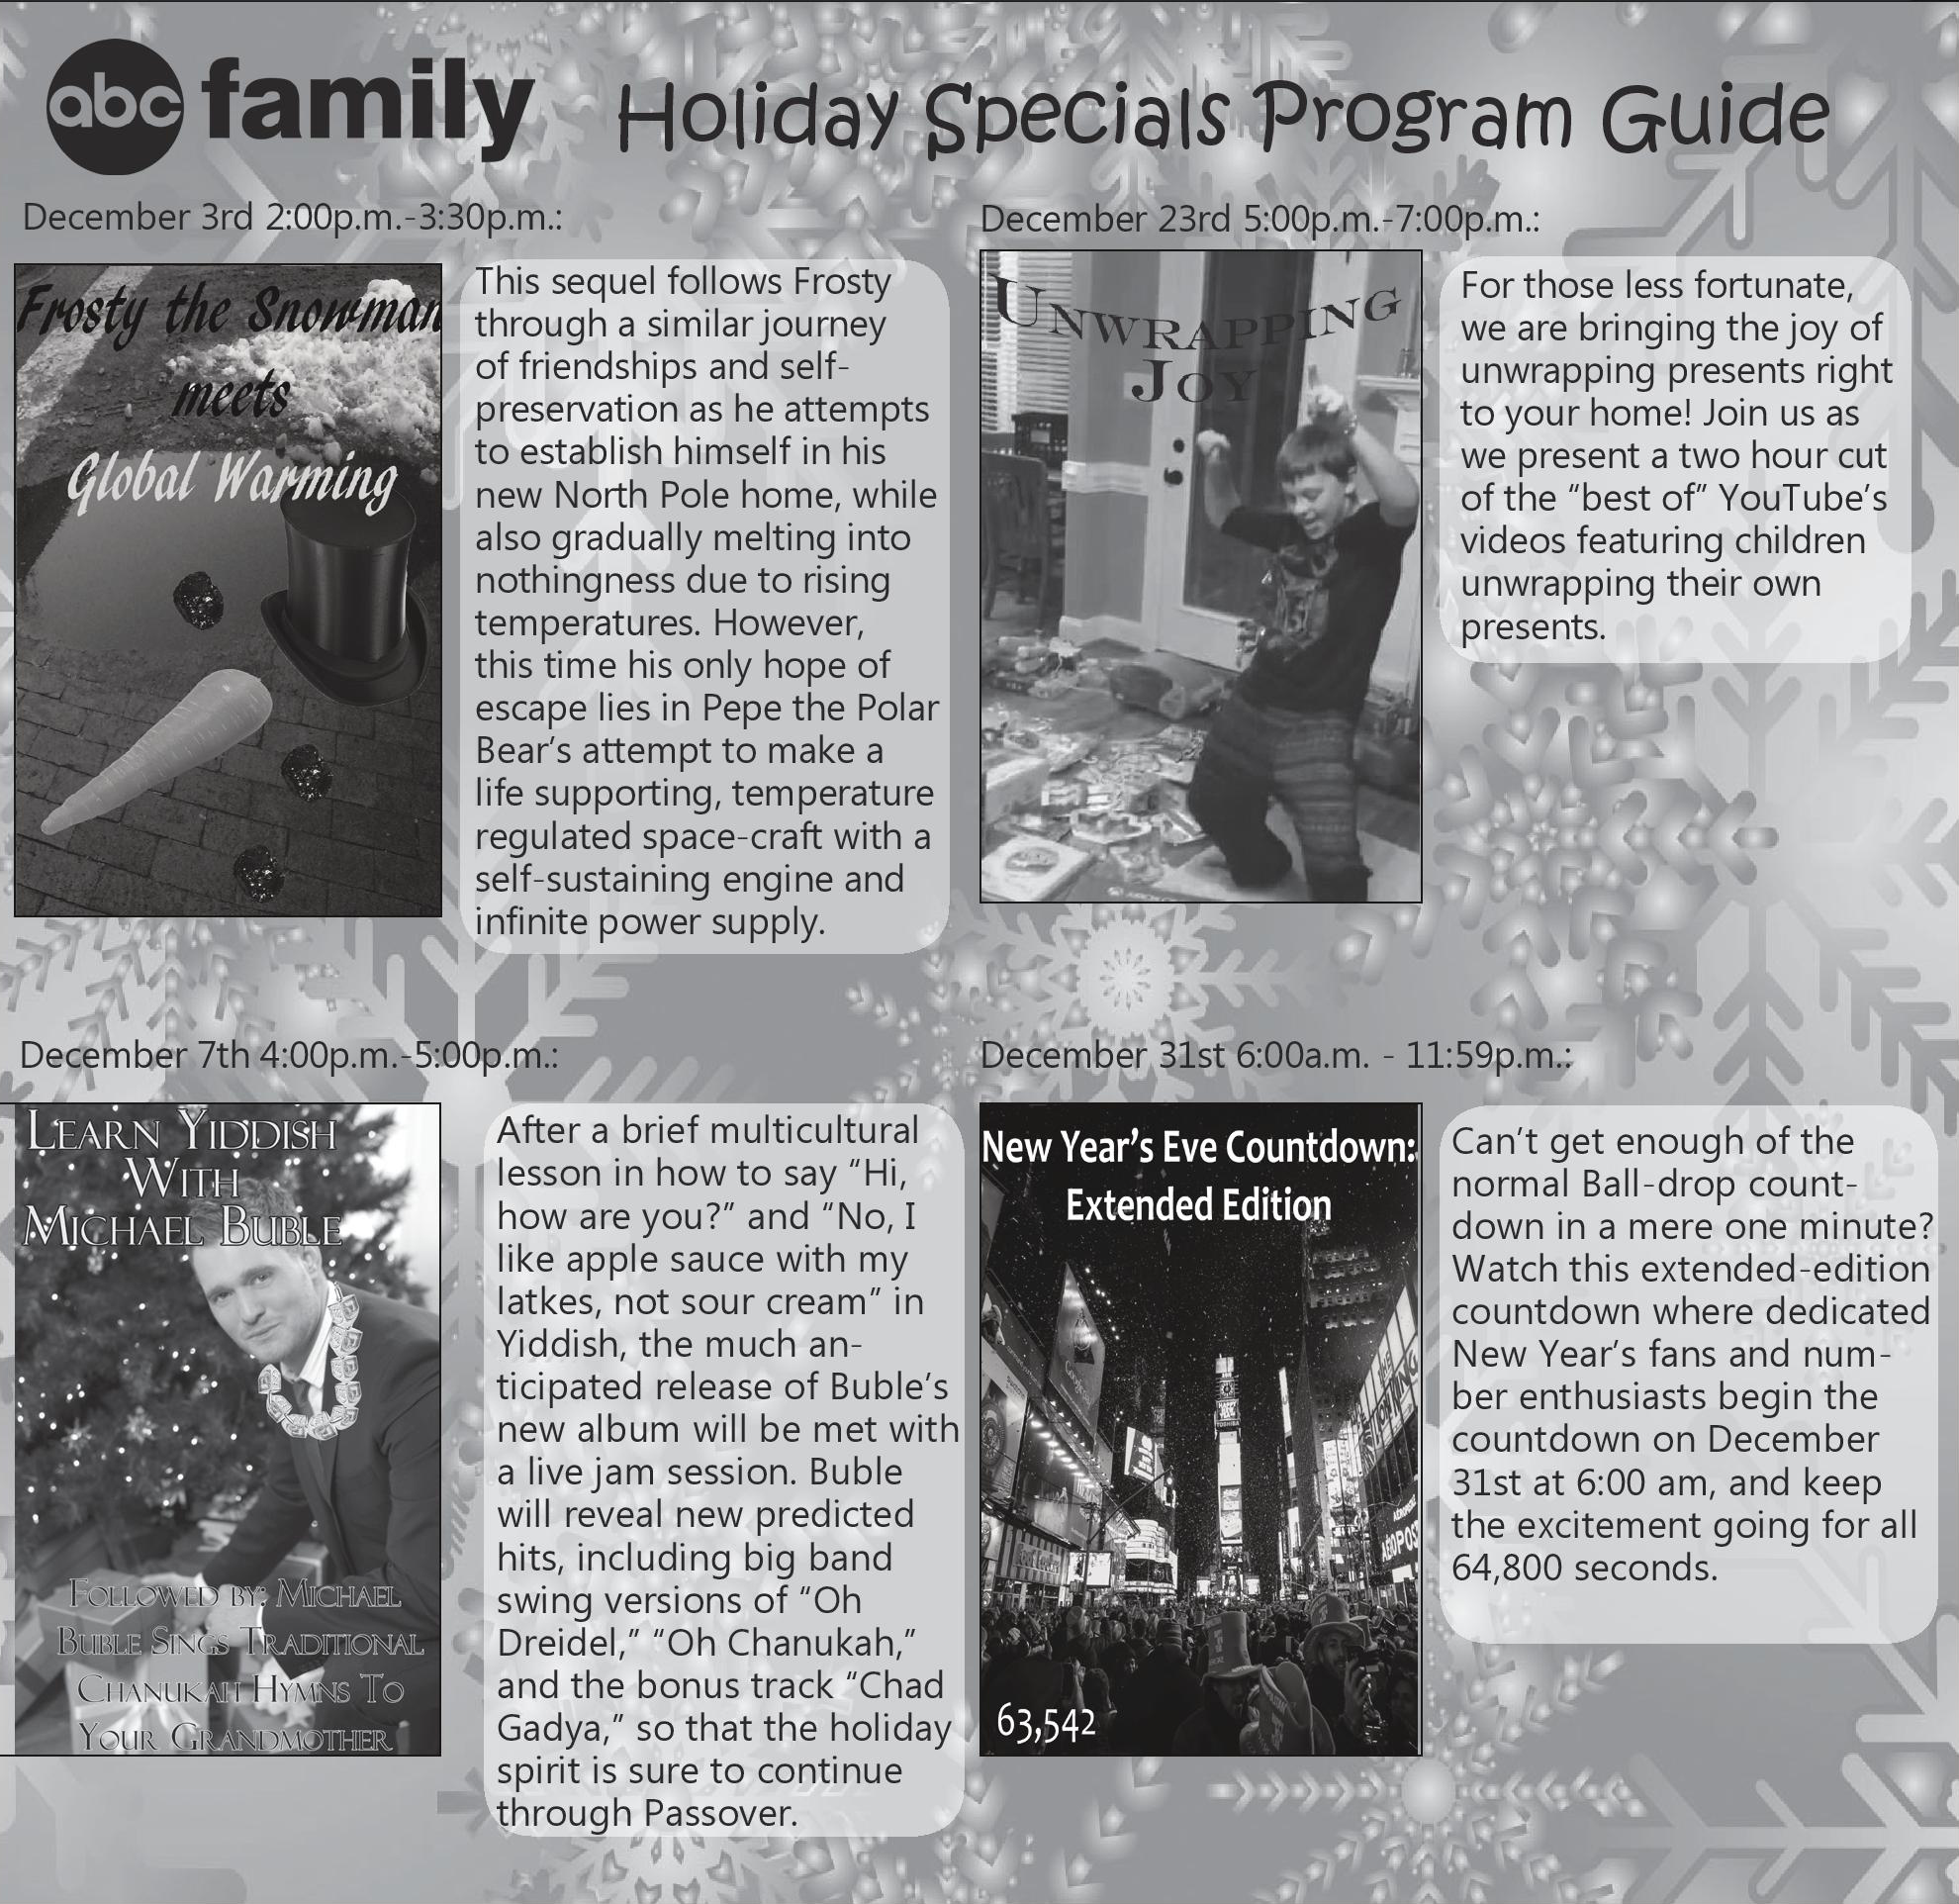 abc family Holiday Specials Program Guide
December 3rd 2:00p.m.-3:30p.m.:
Frosty the Snowman
meets
Global Warming
This sequel follows Frosty
through a similar journey
of friendships and self-
preservation as he attempts
to establish himself in his
new North Pole home, while
also gradually melting into
nothingness due to rising
temperatures. However,
this time his only hope of
escape lies in Pepe the Polar
Bear's attempt to make a
life supporting, temperature
regulated space-craft with a
self-sustaining engine and
infinite power supply.
December 7th 4:00p.m.-5:00p.m.:
Learn Yiddish
With
Michael Buble
Followed by: Michael
Buble Sings Traditional
Chanukah Hymns To
Your Grandmother
After a brief multicultural
lesson in how to say “Hi,
how are you?” and “No, I
like apple sauce with my
latkes, not sour cream” in
Yiddish, the much an-
ticipated release of Buble's
new album will be met with
a live jam session. Buble
will reveal new predicted
hits, including big band
swing versions of “Oh
Dreidel,” “Oh Chanukah,”
and the bonus track “Chad
Gadya,” so that the holiday
spirit is sure to continue
through Passover.
December 23rd 5:00p.m.-7:00p.m.:
Unwrapping
Joy
For those less fortunate,
we are bringing the joy of
unwrapping presents right
to your home! Join us as
we present a two hour cut
of the “best of” YouTube's
videos featuring children
unwrapping their own
presents.
December 31st 6:00a.m. - 11:59p.m.:
New Year's Eve Countdown:
Extended Edition
TOSHIBA
63,542
Can't get enough of the
normal Ball-drop count-
down in a mere one minute?
Watch this extended-edition
countdown where dedicated
New Year's fans and num-
ber enthusiasts begin the
countdown on December
31st at 6:00 am, and keep
the excitement going for all
64,800 seconds.